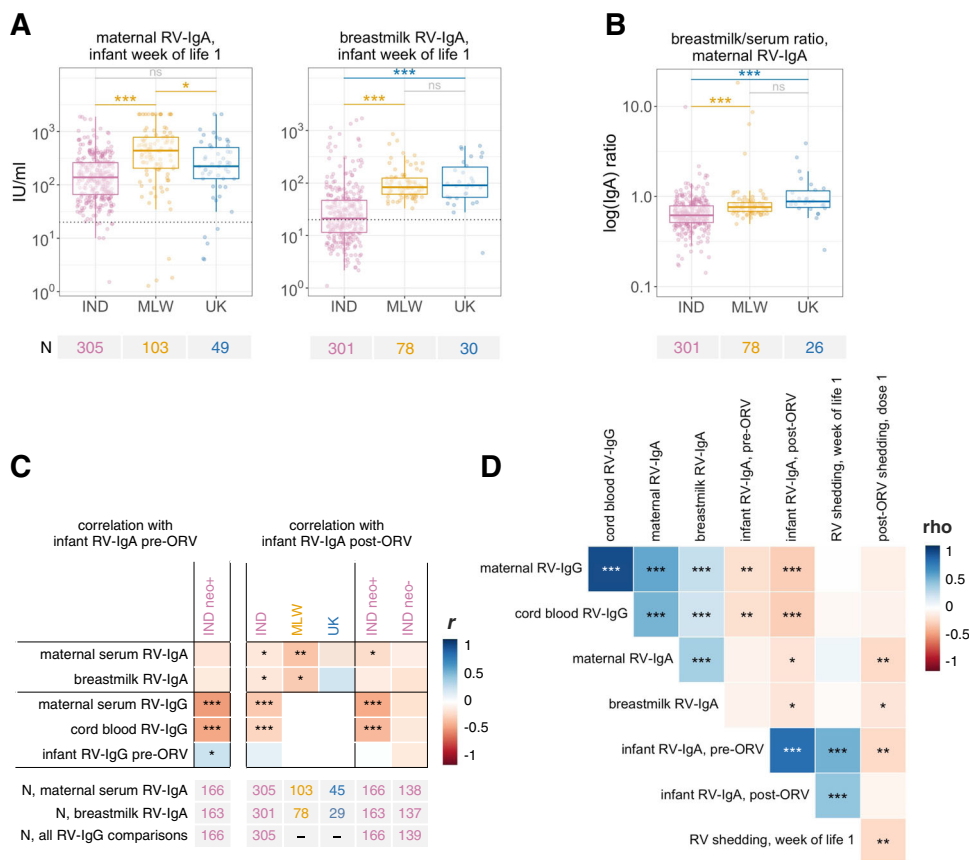 A
maternal RV-IgA,
infant week of life 1
ns
***
*
IU/ml
10³
10²
10¹
10⁰
IND MLW UK
N 305 103 49
breastmilk RV-IgA,
infant week of life 1
***
***
ns
10³
10²
10¹
10⁰
IND MLW UK
301 78 30
B
breastmilk/serum ratio,
maternal RV-IgA
***
***
ns
log(IgA) ratio
10.0
1.0
0.1
IND MLW UK
301 78 26
C
correlation with
infant RV-IgA pre-ORV
correlation with
infant RV-IgA post-ORV
IND neo+ IND MLW UK IND neo+ IND neo-
maternal serum RV-IgA * ** *
breastmilk RV-IgA * *
maternal serum RV-IgG *** *** ***
cord blood RV-IgG *** *** ***
infant RV-IgG pre-ORV *
r
1
0.5
0
-0.5
-1
N, maternal serum RV-IgA 166 305 103 45 166 138
N, breastmilk RV-IgA 163 301 78 29 163 137
N, all RV-IgG comparisons 166 305 – – 166 139
D
cord blood RV-IgG
maternal RV-IgA
breastmilk RV-IgA
infant RV-IgA, pre-ORV
infant RV-IgA, post-ORV
RV shedding, week of life 1
post-ORV shedding, dose 1
maternal RV-IgG *** *** *** ** ***
cord blood RV-IgG *** *** ** ***
maternal RV-IgA *** * **
breastmilk RV-IgA * *
infant RV-IgA, pre-ORV *** *** **
infant RV-IgA, post-ORV ***
RV shedding, week of life 1 **
rho
1
0.5
0
-0.5
-1